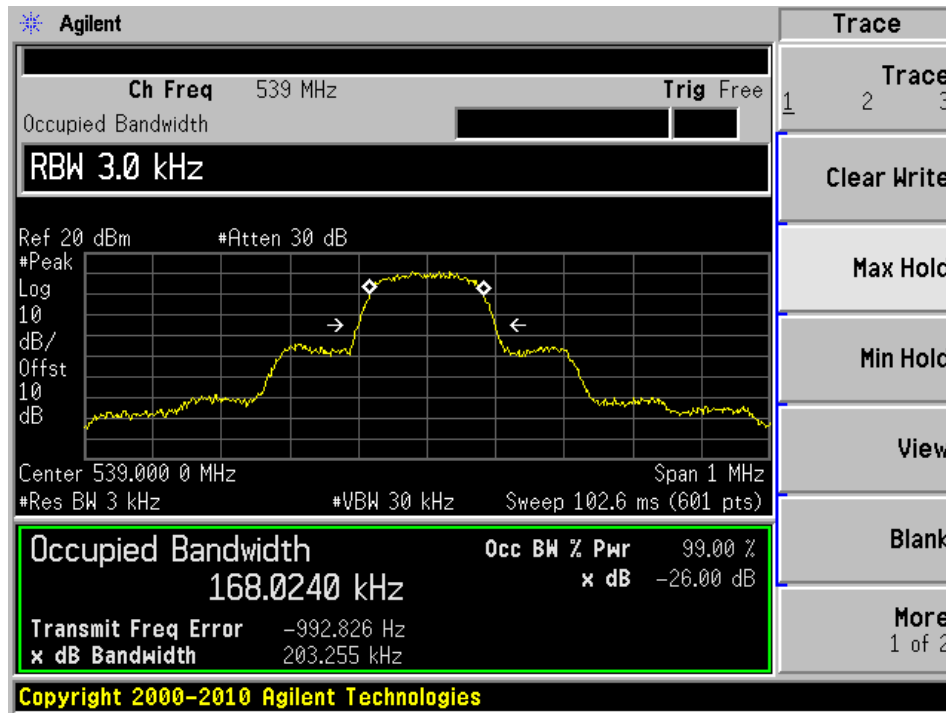 Agilent
Trace
Ch Freq 539 MHz Trig Free
Occupied Bandwidth
RBW 3.0 kHz
Ref 20 dBm #Atten 30 dB
#Peak
Log
10
dB/
Offst
10
dB
Center 539.000 0 MHz Span 1 MHz
#Res BW 3 kHz #VBW 30 kHz Sweep 102.6 ms (601 pts)
Occupied Bandwidth
168.0240 kHz
Occ BW % Pwr 99.00 %
x dB -26.00 dB
Transmit Freq Error -992.826 Hz
x dB Bandwidth 203.255 kHz
Copyright 2000-2010 Agilent Technologies
Trace
1 2 3
Clear Write
Max Hold
Min Hold
View
Blank
More
1 of 2